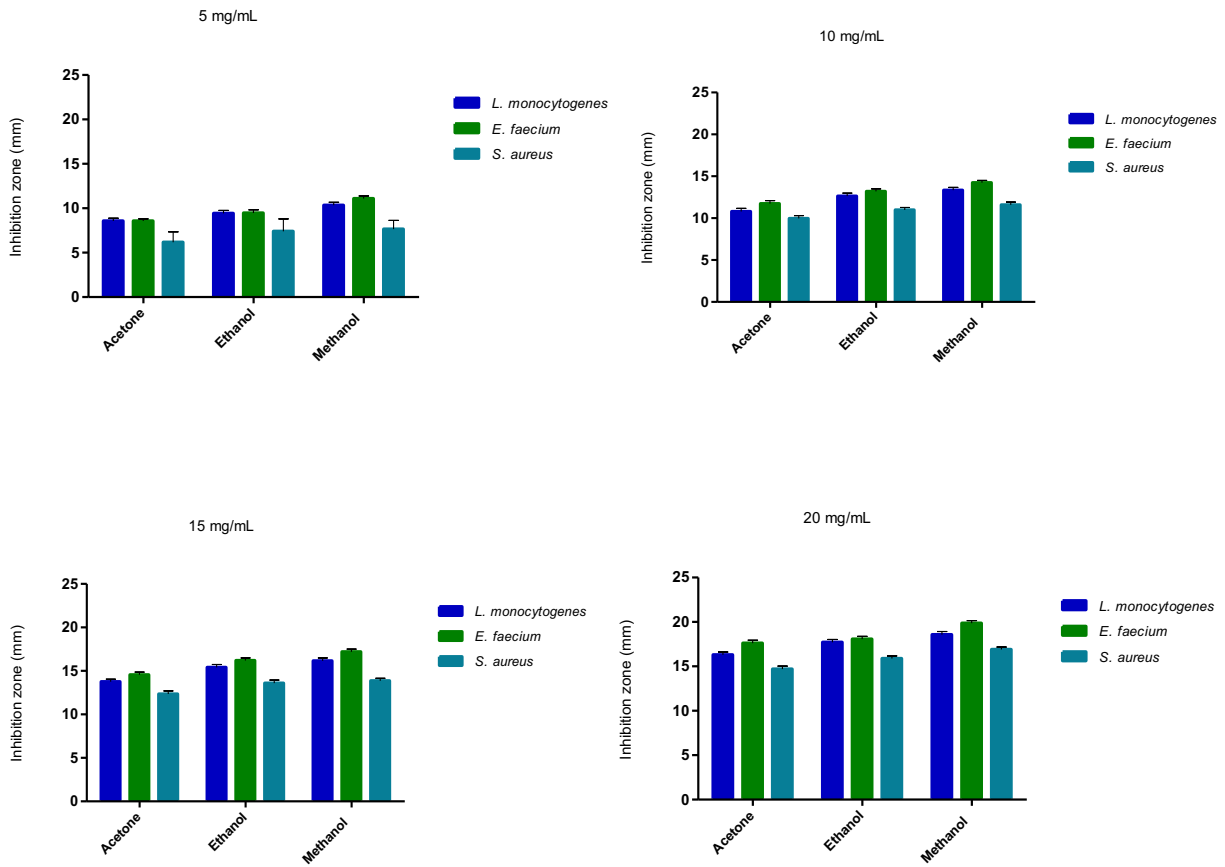 5 mg/mL
Inhibition zone (mm)
25
20
15
10
5
0
Acetone
Ethanol
Methanol
L. monocytogenes
E. faecium
S. aureus
10 mg/mL
Inhibition zone (mm)
25
20
15
10
5
0
Acetone
Ethanol
Methanol
L. monocytogenes
E. faecium
S. aureus
15 mg/mL
Inhibition zone (mm)
25
20
15
10
5
0
Acetone
Ethanol
Methanol
L. monocytogenes
E. faecium
S. aureus
20 mg/mL
Inhibition zone (mm)
25
20
15
10
5
0
Acetone
Ethanol
Methanol
L. monocytogenes
E. faecium
S. aureus